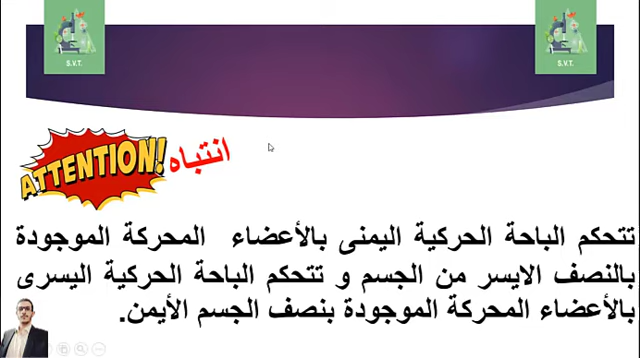 S.V.T.
S.V.T.
ATTENTION!
انتباه
تتحكم الباحة الحركية اليمنى بالأعضاء المحركة الموجودة
بالنصف الايسر من الجسم و تتحكم الباحة الحركية اليسرى
بالأعضاء المحركة الموجودة بنصف الجسم الأيمن.